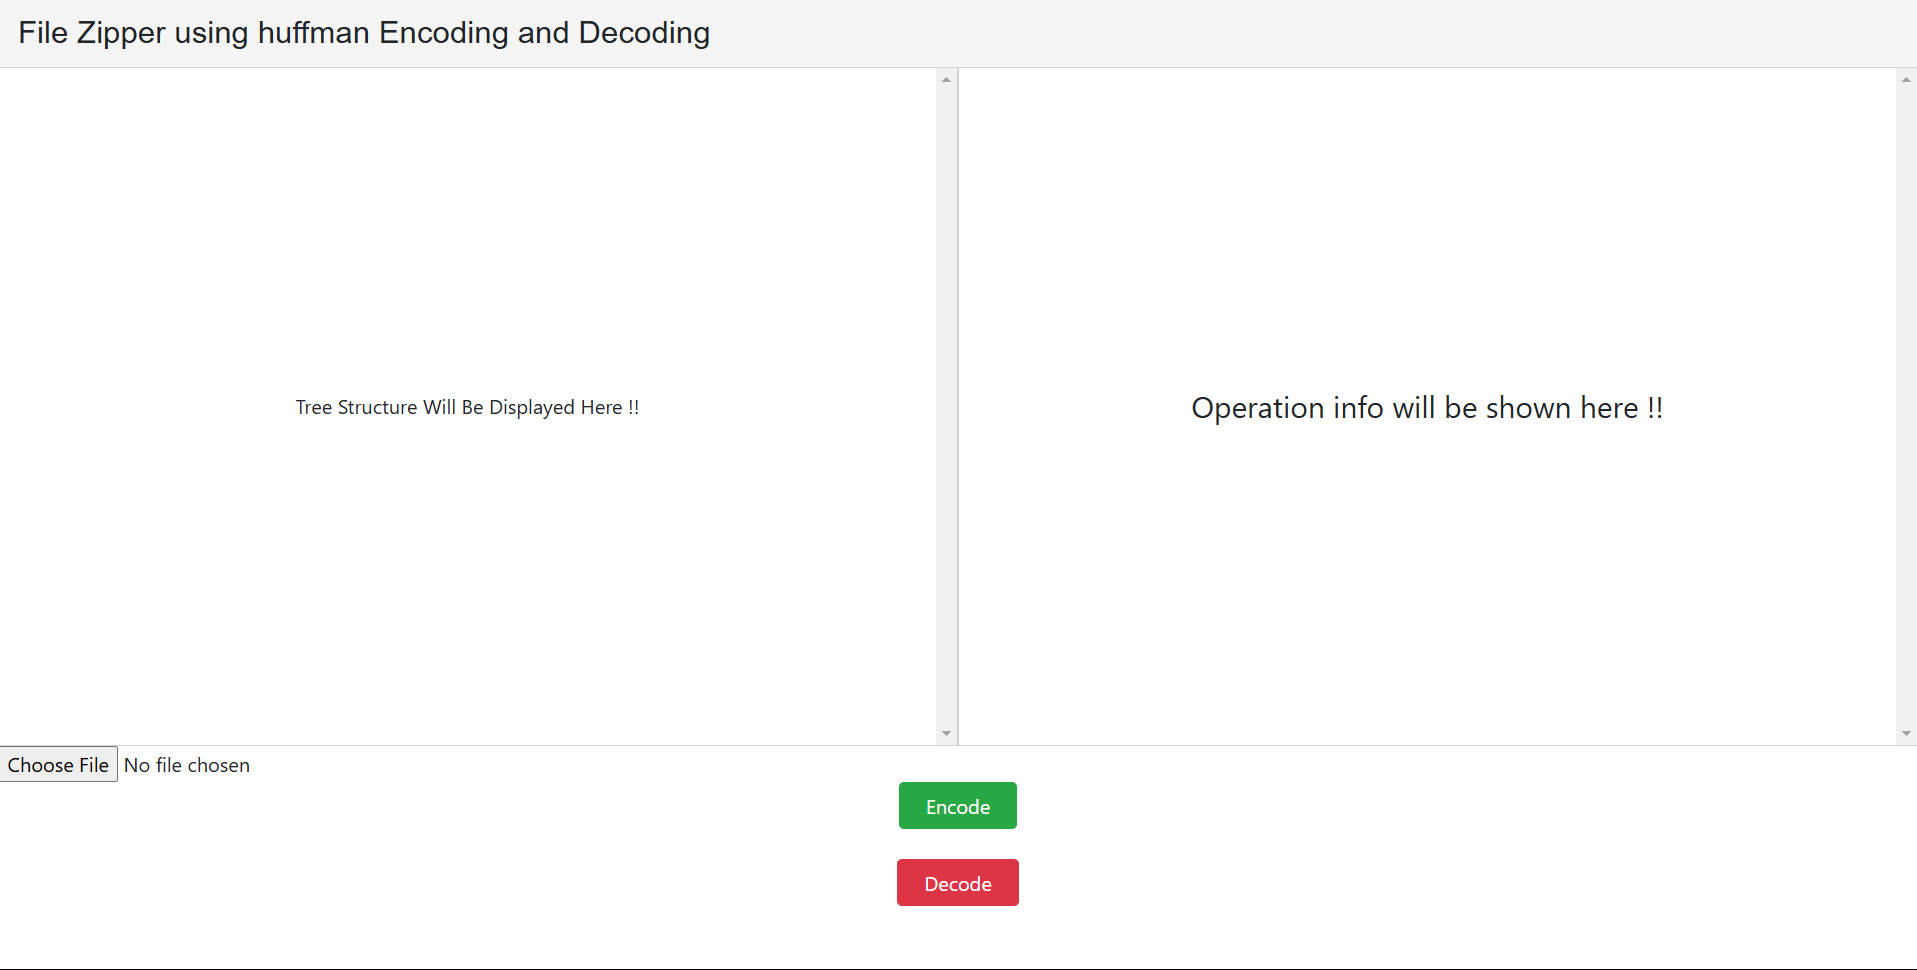 File Zipper using huffman Encoding and Decoding
Tree Structure Will Be Displayed Here !!
Operation info will be shown here !!
Choose File No file chosen
Encode
Decode